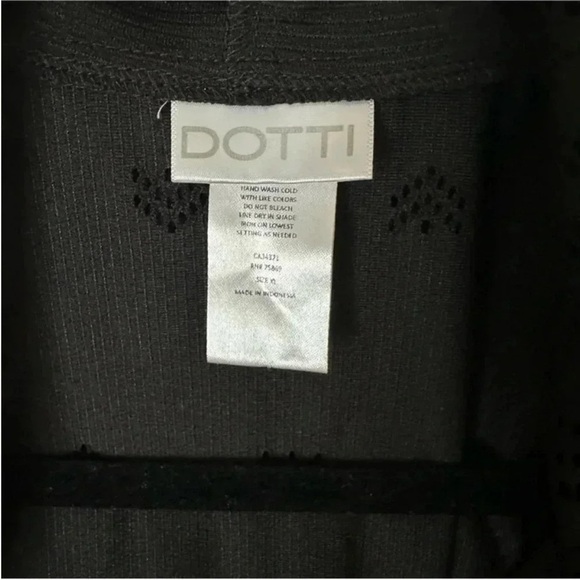 DOTTI
HAND WASH COLD
WITH LIKE COLORS
DO NOT BLEACH
LINE DRY IN SHADE
IRON ON LOWEST
SETTING AS NEEDED
CA34371
RN# 75869
SIZE XL
MADE IN INDONESIA